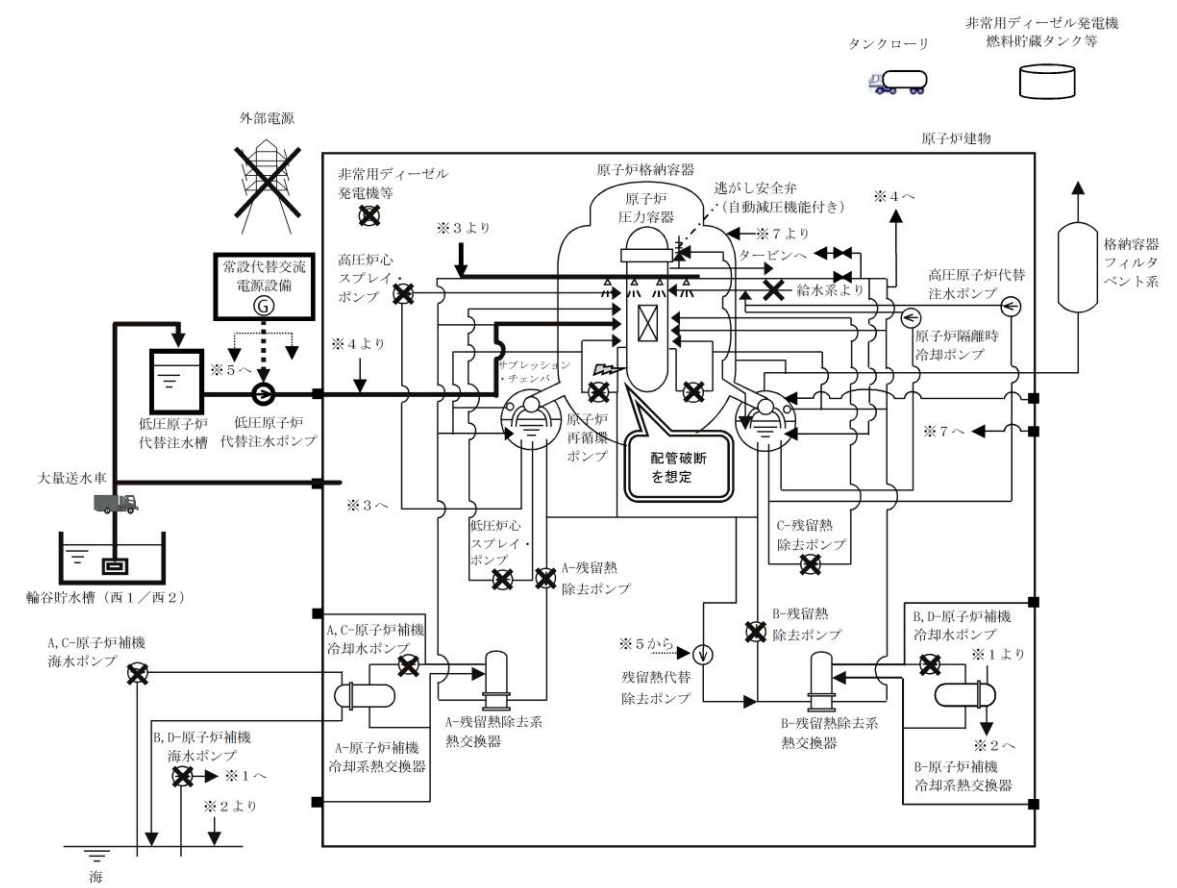 非常用ディーゼル発電機
燃料貯蔵タンク等
タンクローリ
外部電源
原子炉建物
非常用ディーゼル
発電機等
原子炉格納容器
原子炉
圧力容器
逃がし安全弁
(自動減圧機能付き)
※4へ
※3より
※7より
タービンへ
格納容器
フィルタ
ベント系
常設代替交流
電源設備
G
高圧炉心
スプレイ・
ポンプ
給水系より
高圧原子炉代替
注水ポンプ
原子炉隔離時
冷却ポンプ
※5へ
※4より
サプレッション
・チェンバ
低圧原子炉
代替注水槽
低圧原子炉
代替注水ポンプ
原子炉
再循環
ポンプ
配管破断
を想定
※7へ
大量送水車
※3へ
低圧炉心
スプレイ・
ポンプ
C-残留熱
除去ポンプ
A-残留熱
除去ポンプ
輪谷貯水槽(西1/西2)
A,C-原子炉補機
海水ポンプ
A,C-原子炉補機
冷却水ポンプ
※5から
残留熱代替
除去ポンプ
B-残留熱
除去ポンプ
B,D-原子炉補機
冷却水ポンプ
※1より
A-残留熱除去系
熱交換器
B-残留熱除去系
熱交換器
※2へ
B,D-原子炉補機
海水ポンプ
※1へ
A-原子炉補機
冷却系熱交換器
B-原子炉補機
冷却系熱交換器
※2より
海